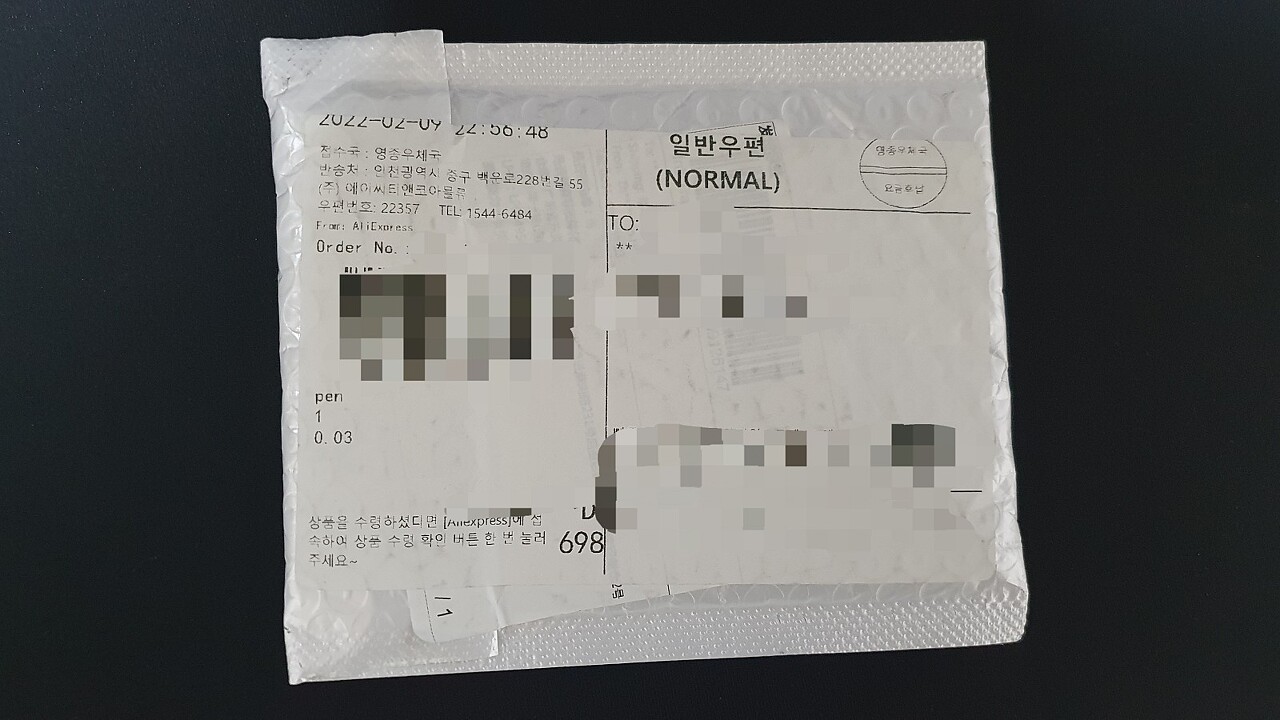 2022-02-09 22:56:48
접수국 : 영종우체국
반송처 : 인천광역시 중구 백운로228번길 55
(주) 에이씨티앤코아물류
우편번호: 22357 TEL: 1544-6484
From: AliExpress
Order No. :
pen
1
0.03
상품을 수령하셨다면 [Aliexpress]에 접
속하여 상품 수령 확인 버튼 한 번 눌러
주세요~
698
일반우편
(NORMAL)
영종우체국
요금후납
TO:
**
/ 1